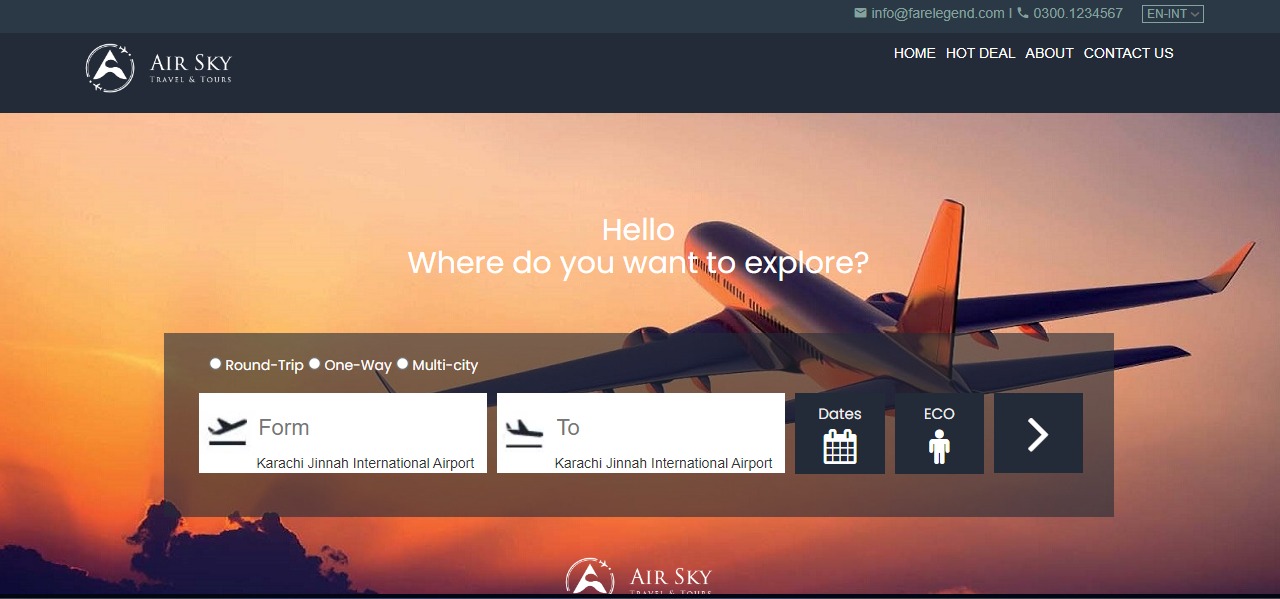 info@farelegend.com I 0300.1234567 EN-INT
AIR SKY
TRAVEL & TOURS
HOME HOT DEAL ABOUT CONTACT US
Hello
Where do you want to explore?
Round-Trip One-Way Multi-city
Form
Karachi Jinnah International Airport
To
Karachi Jinnah International Airport
Dates
ECO
AIR SKY
TRAVEL & TOURS